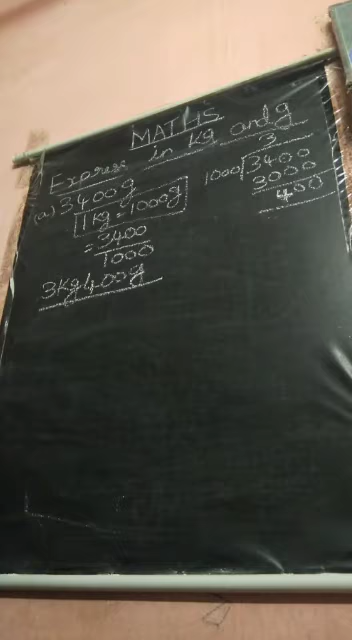 MATHS
Express in kg and g
(a) 3400g
1kg = 1000g
= 3400
1000
3kg 400g
3
1000 3400
3000
400